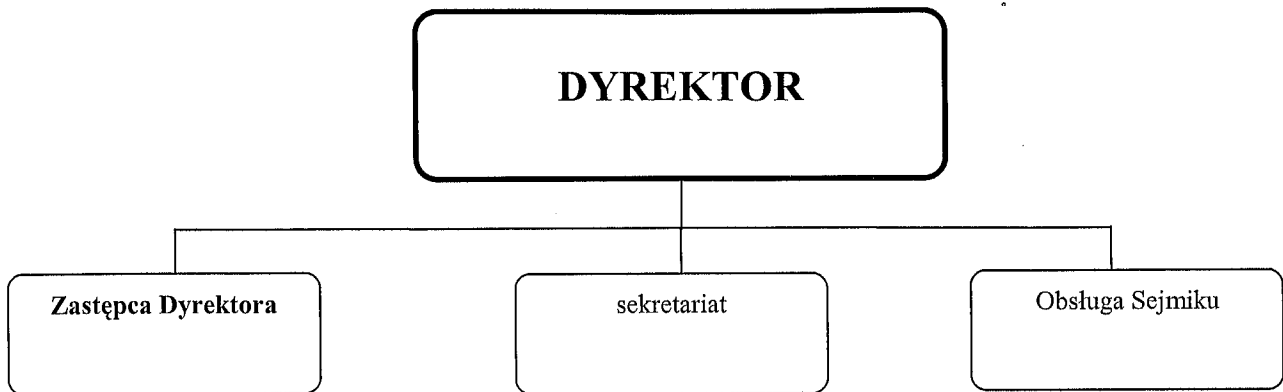 DYREKTOR
Zastępca Dyrektora
sekretariat
Obsługa Sejmiku